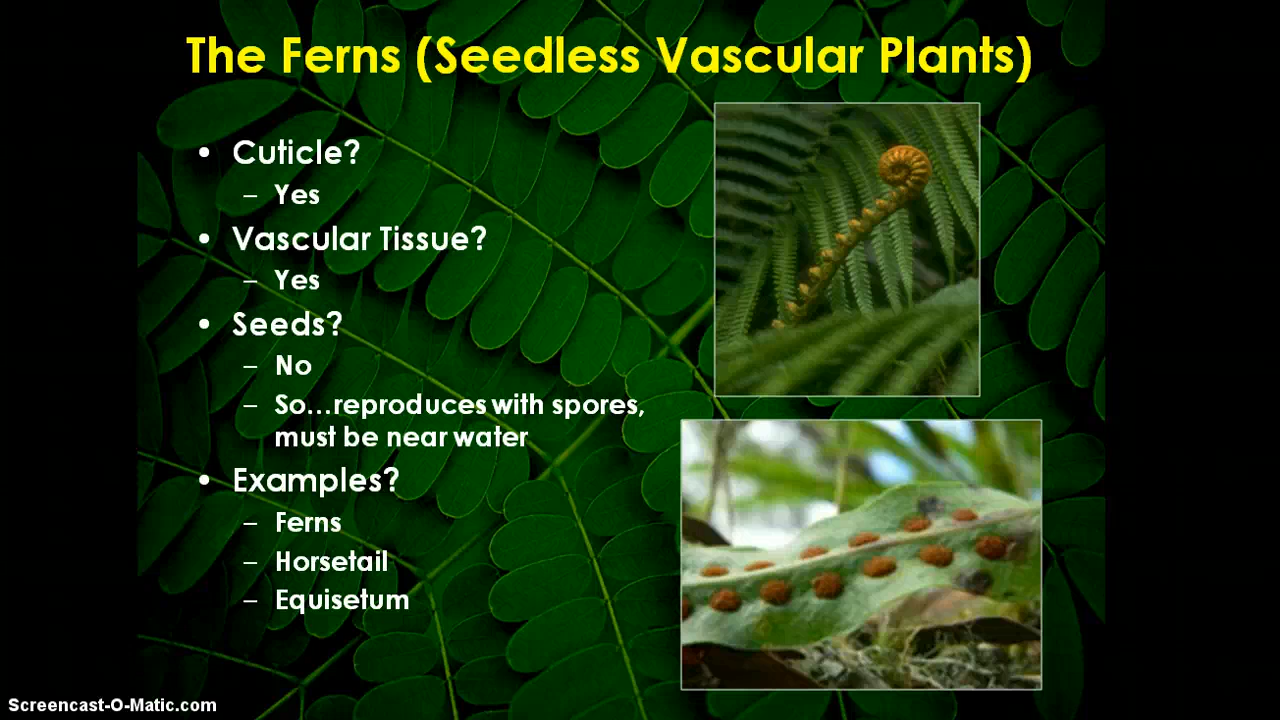 The Ferns (Seedless Vascular Plants)
• Cuticle?
– Yes
• Vascular Tissue?
– Yes
• Seeds?
– No
– So...reproduces with spores,
must be near water
• Examples?
– Ferns
– Horsetail
– Equisetum
Screencast-O-Matic.com